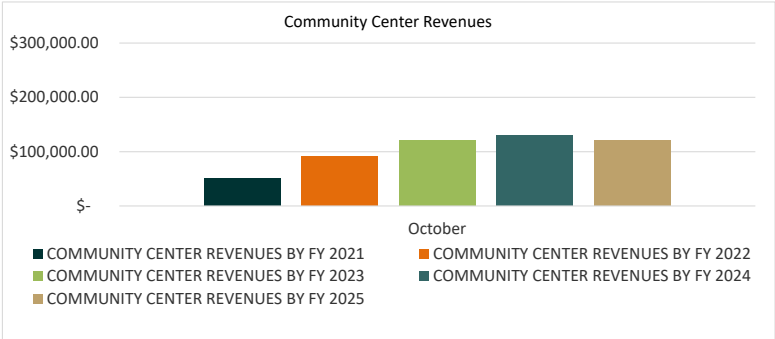 Community Center Revenues
$300,000.00
$200,000.00
$100,000.00
$-
October
COMMUNITY CENTER REVENUES BY FY 2021
COMMUNITY CENTER REVENUES BY FY 2022
COMMUNITY CENTER REVENUES BY FY 2023
COMMUNITY CENTER REVENUES BY FY 2024
COMMUNITY CENTER REVENUES BY FY 2025